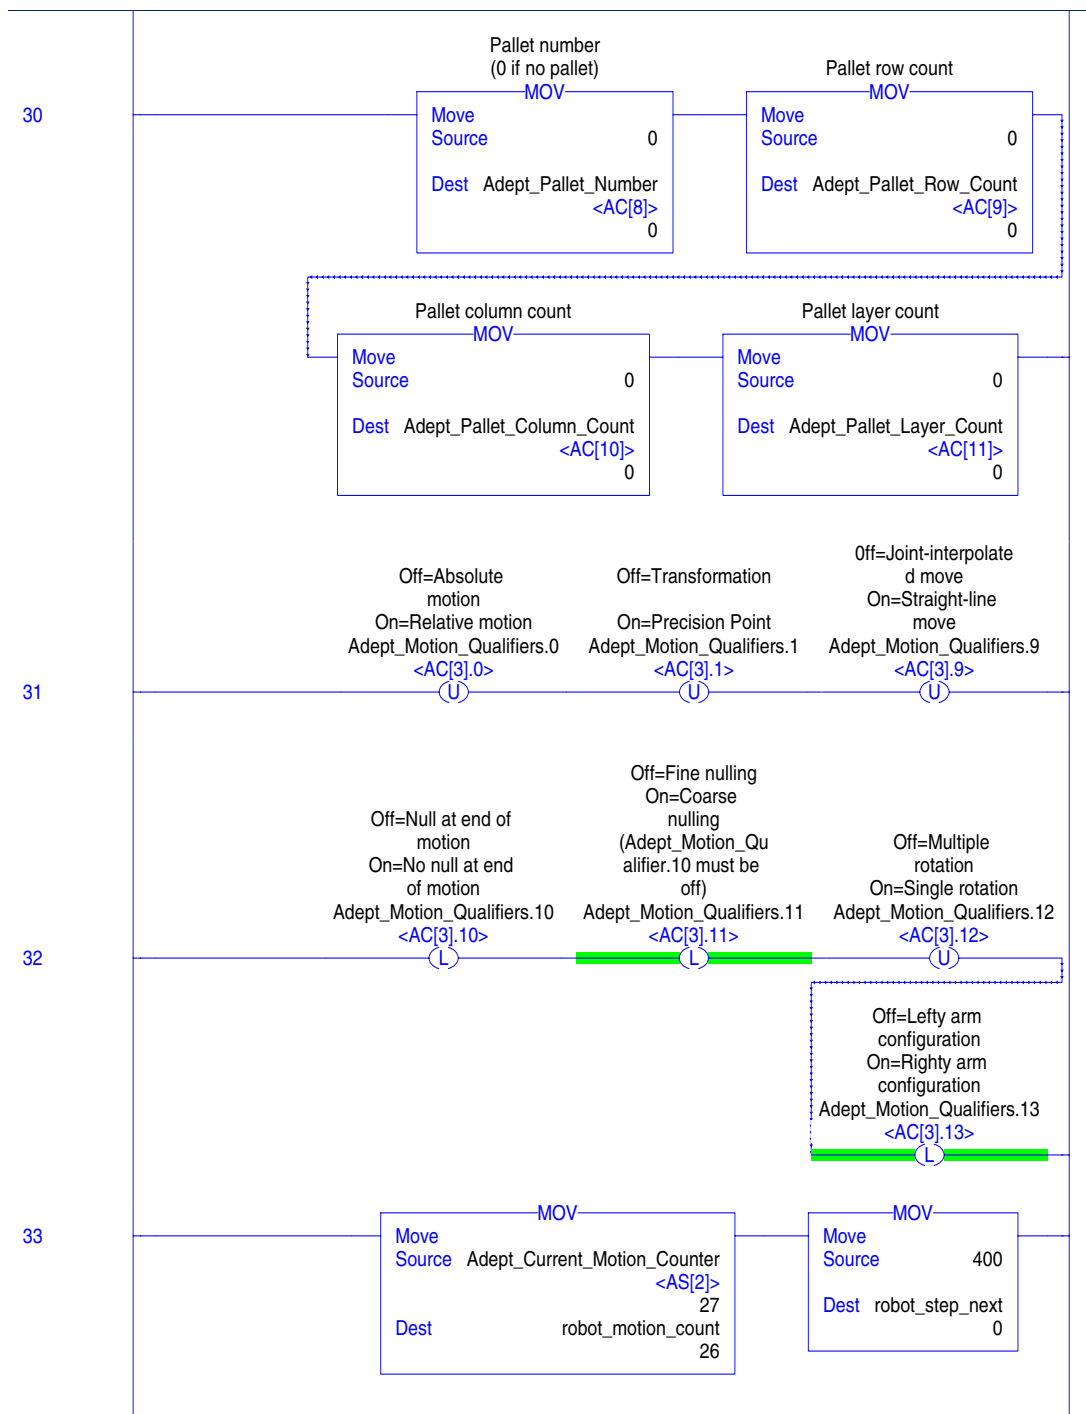 Pallet number
(0 if no pallet)
Pallet row count
30
MOV
Move
Source 0
Dest Adept_Pallet_Number
<AC[8]>
0
MOV
Move
Source 0
Dest Adept_Pallet_Row_Count
<AC[9]>
0
Pallet column count
MOV
Move
Source 0
Dest Adept_Pallet_Column_Count
<AC[10]>
0
Pallet layer count
MOV
Move
Source 0
Dest Adept_Pallet_Layer_Count
<AC[11]>
0
31
Off=Absolute
motion
On=Relative motion
Adept_Motion_Qualifiers.0
<AC[3].0>
U
Off=Transformation
On=Precision Point
Adept_Motion_Qualifiers.1
<AC[3].1>
U
0ff=Joint-interpolate
d move
On=Straight-line
move
Adept_Motion_Qualifiers.9
<AC[3].9>
U
32
Off=Null at end of
motion
On=No null at end
of motion
Adept_Motion_Qualifiers.10
<AC[3].10>
L
Off=Fine nulling
On=Coarse
nulling
(Adept_Motion_Qu
alifier.10 must be
off)
Adept_Motion_Qualifiers.11
<AC[3].11>
L
Off=Multiple
rotation
On=Single rotation
Adept_Motion_Qualifiers.12
<AC[3].12>
U
Off=Lefty arm
configuration
On=Righty arm
configuration
Adept_Motion_Qualifiers.13
<AC[3].13>
L
33
MOV
Move
Source Adept_Current_Motion_Counter
<AS[2]>
27
Dest robot_motion_count
26
MOV
Move
Source 400
Dest robot_step_next
0